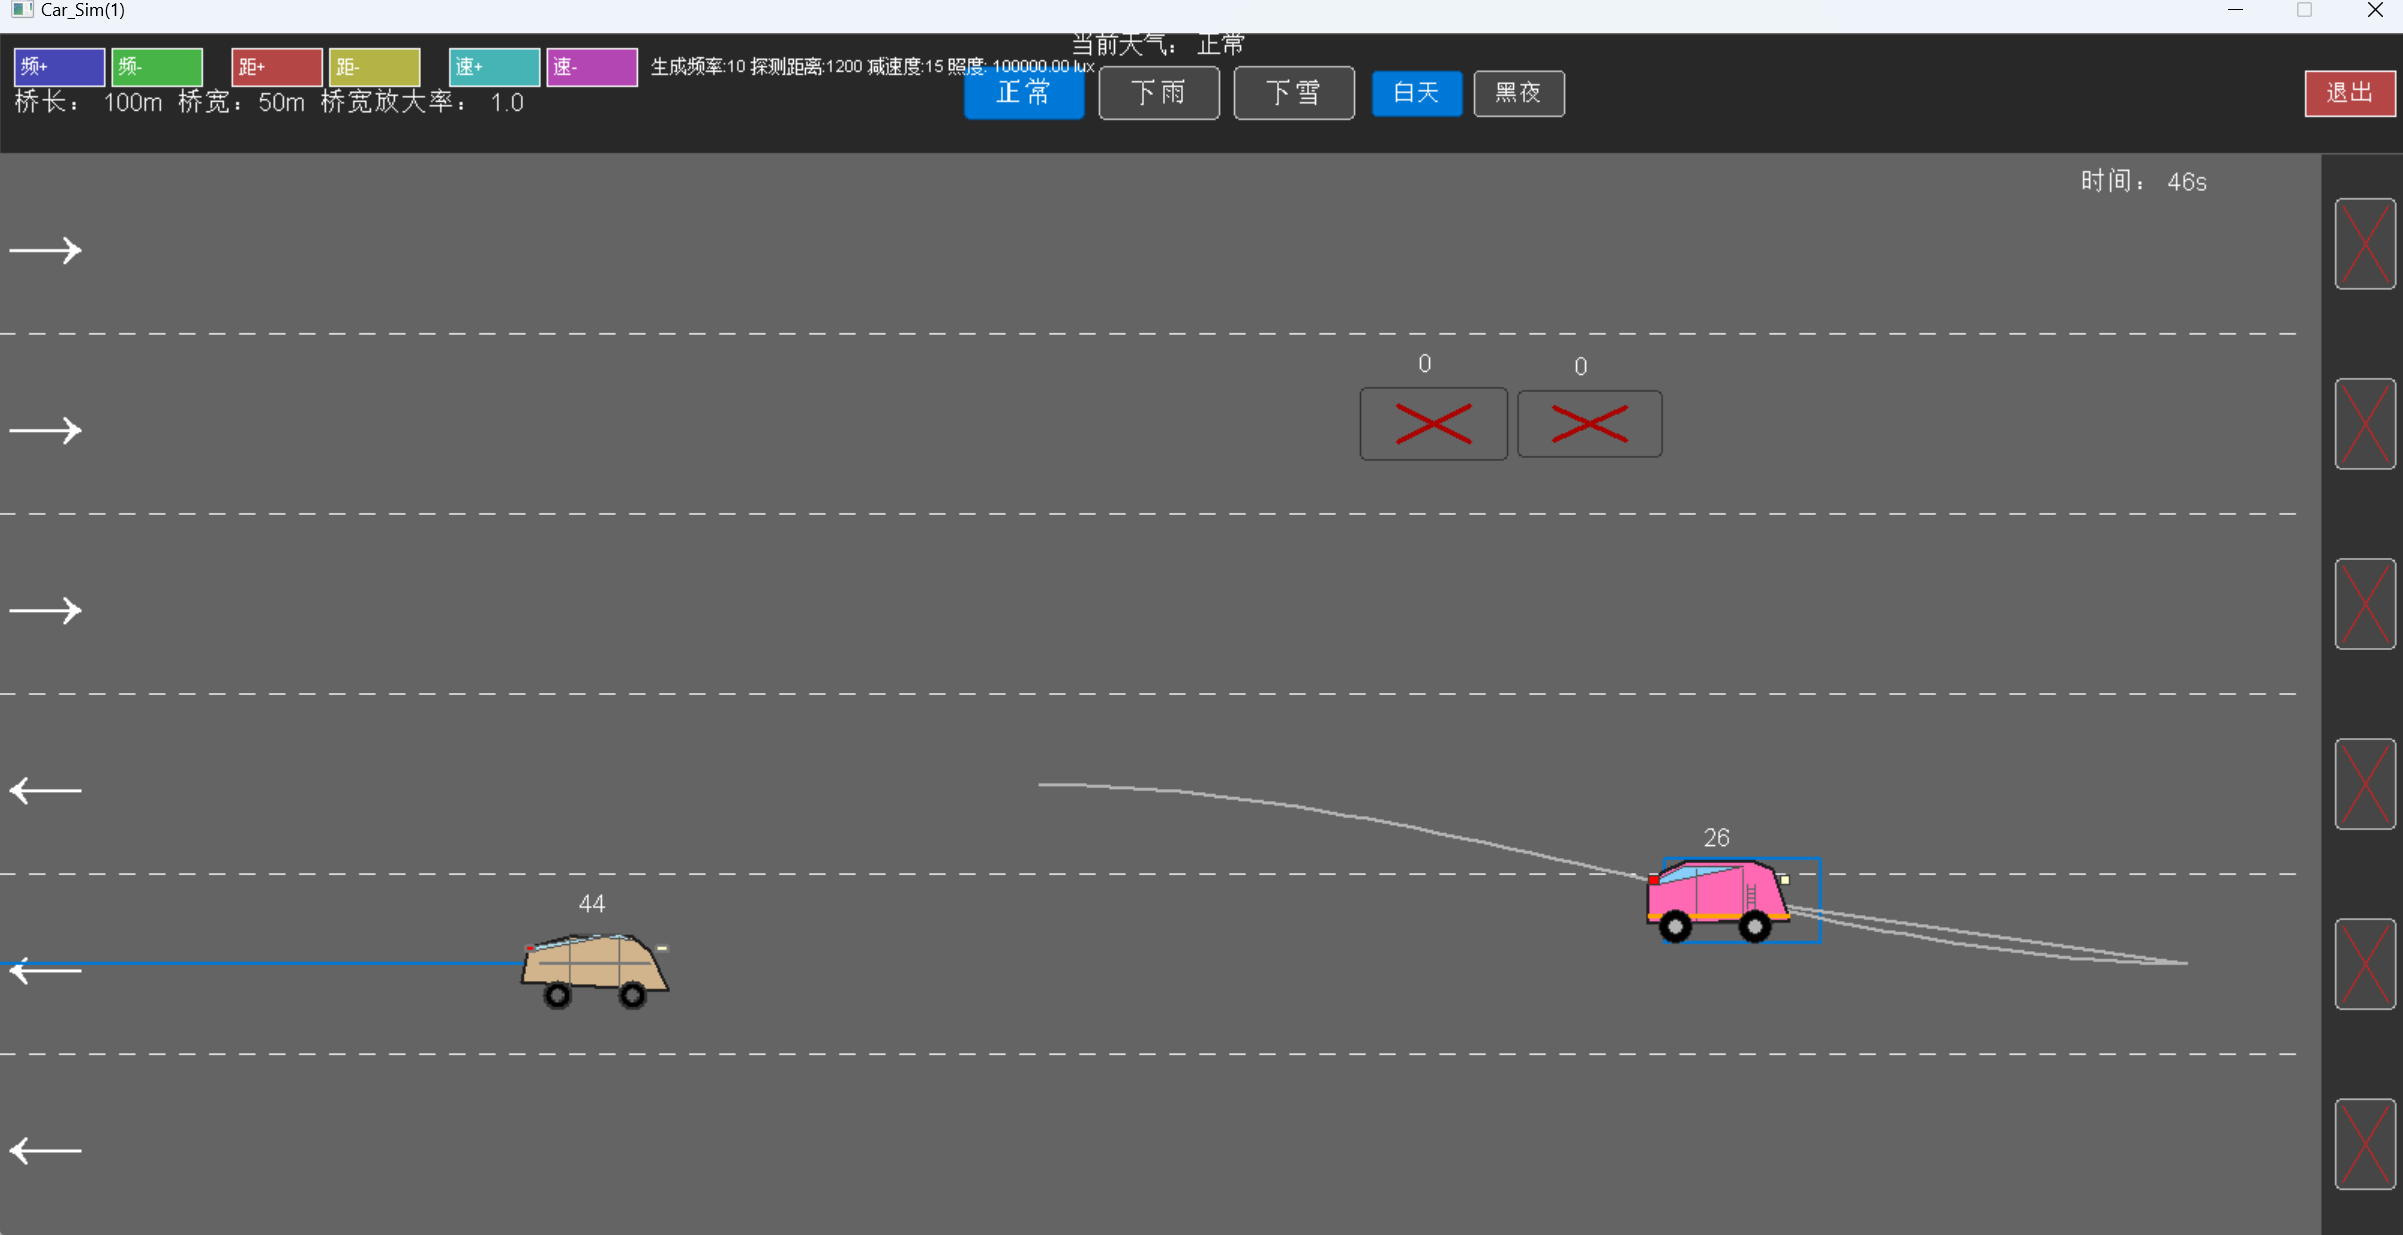 Car_Sim(1)
当前天气： 正常
频+ 频- 距+ 距- 速+ 速- 生成频率:10 探测距离:1200 减速度:15 照度: 100000.00 lux
正常 下雨 下雪 白天 黑夜 退出
桥长： 100m 桥宽：50m 桥宽放大率： 1.0
时间： 46s
0 0
26
44